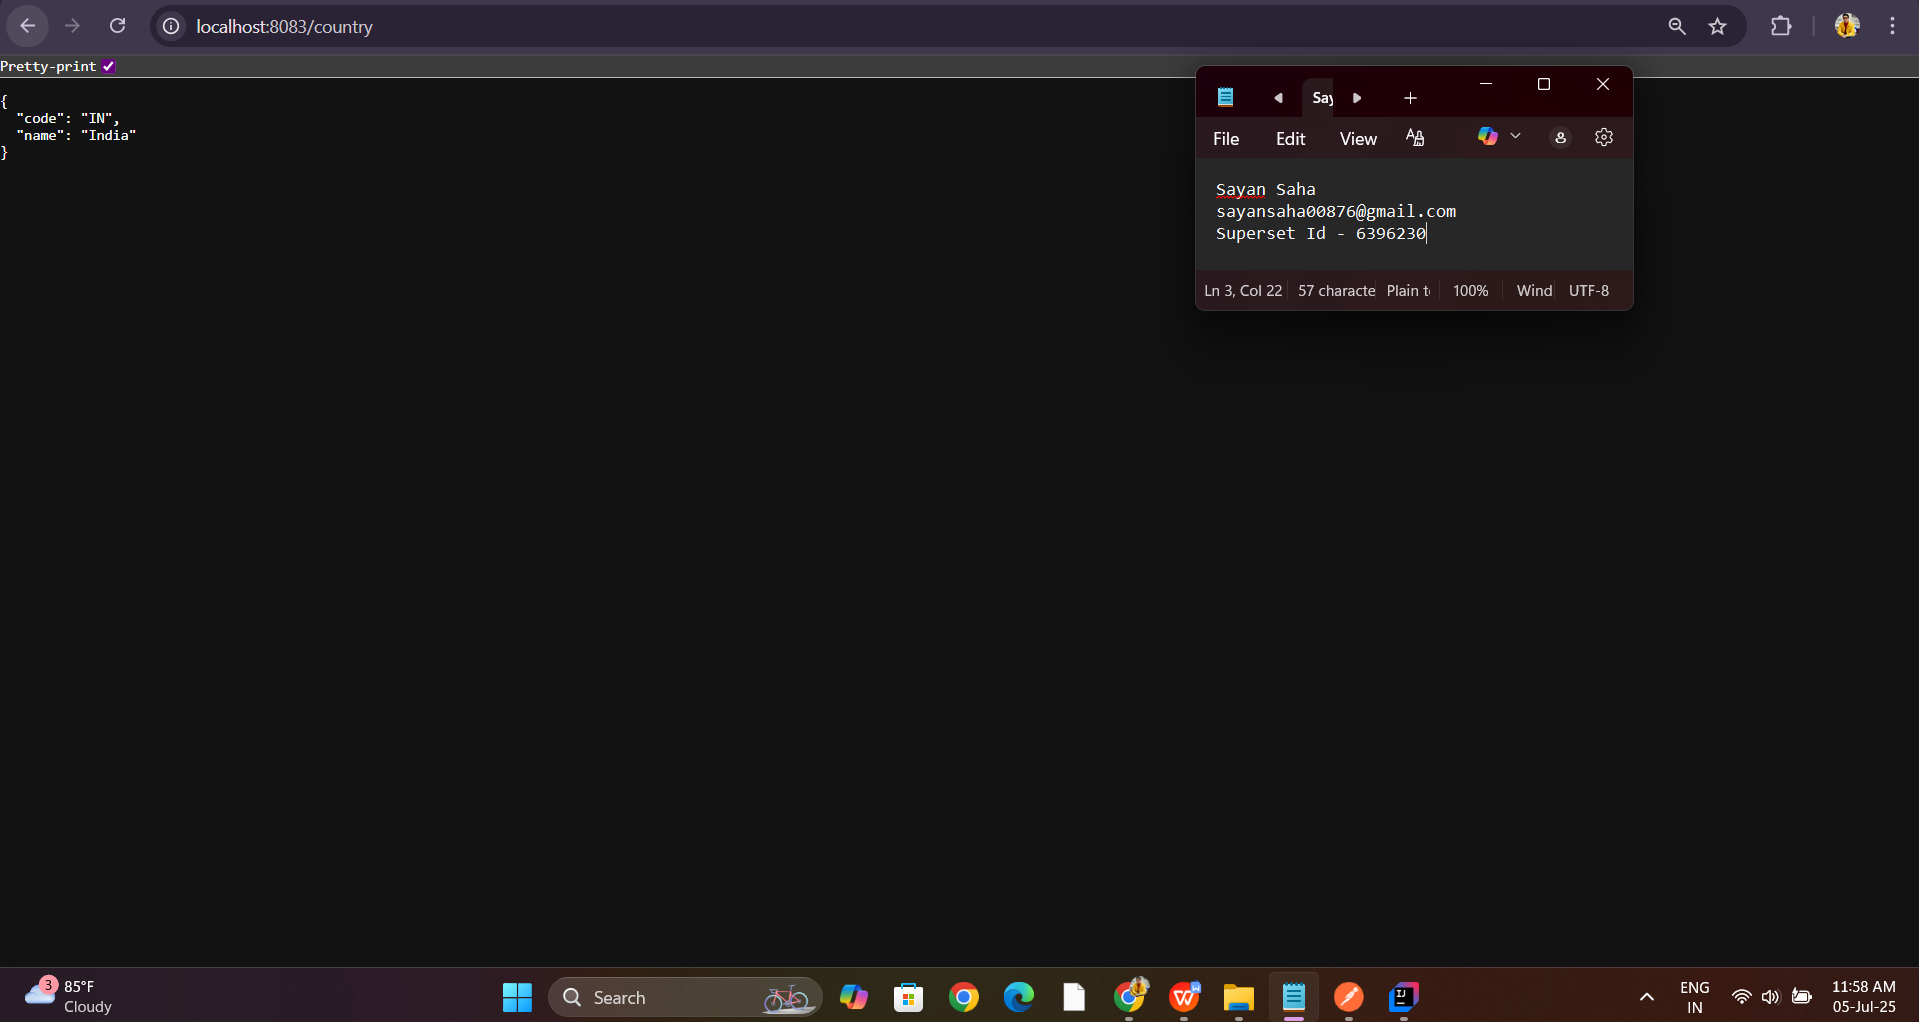 localhost:8083/country
Pretty-print
{
"code": "IN",
"name": "India"
}
Say
File Edit View
Sayan Saha
sayansaha00876@gmail.com
Superset Id - 6396230
Ln 3, Col 22 57 characte Plain t 100% Wind UTF-8
3
85°F
Cloudy
Search
ENG
IN
11:58 AM
05-Jul-25